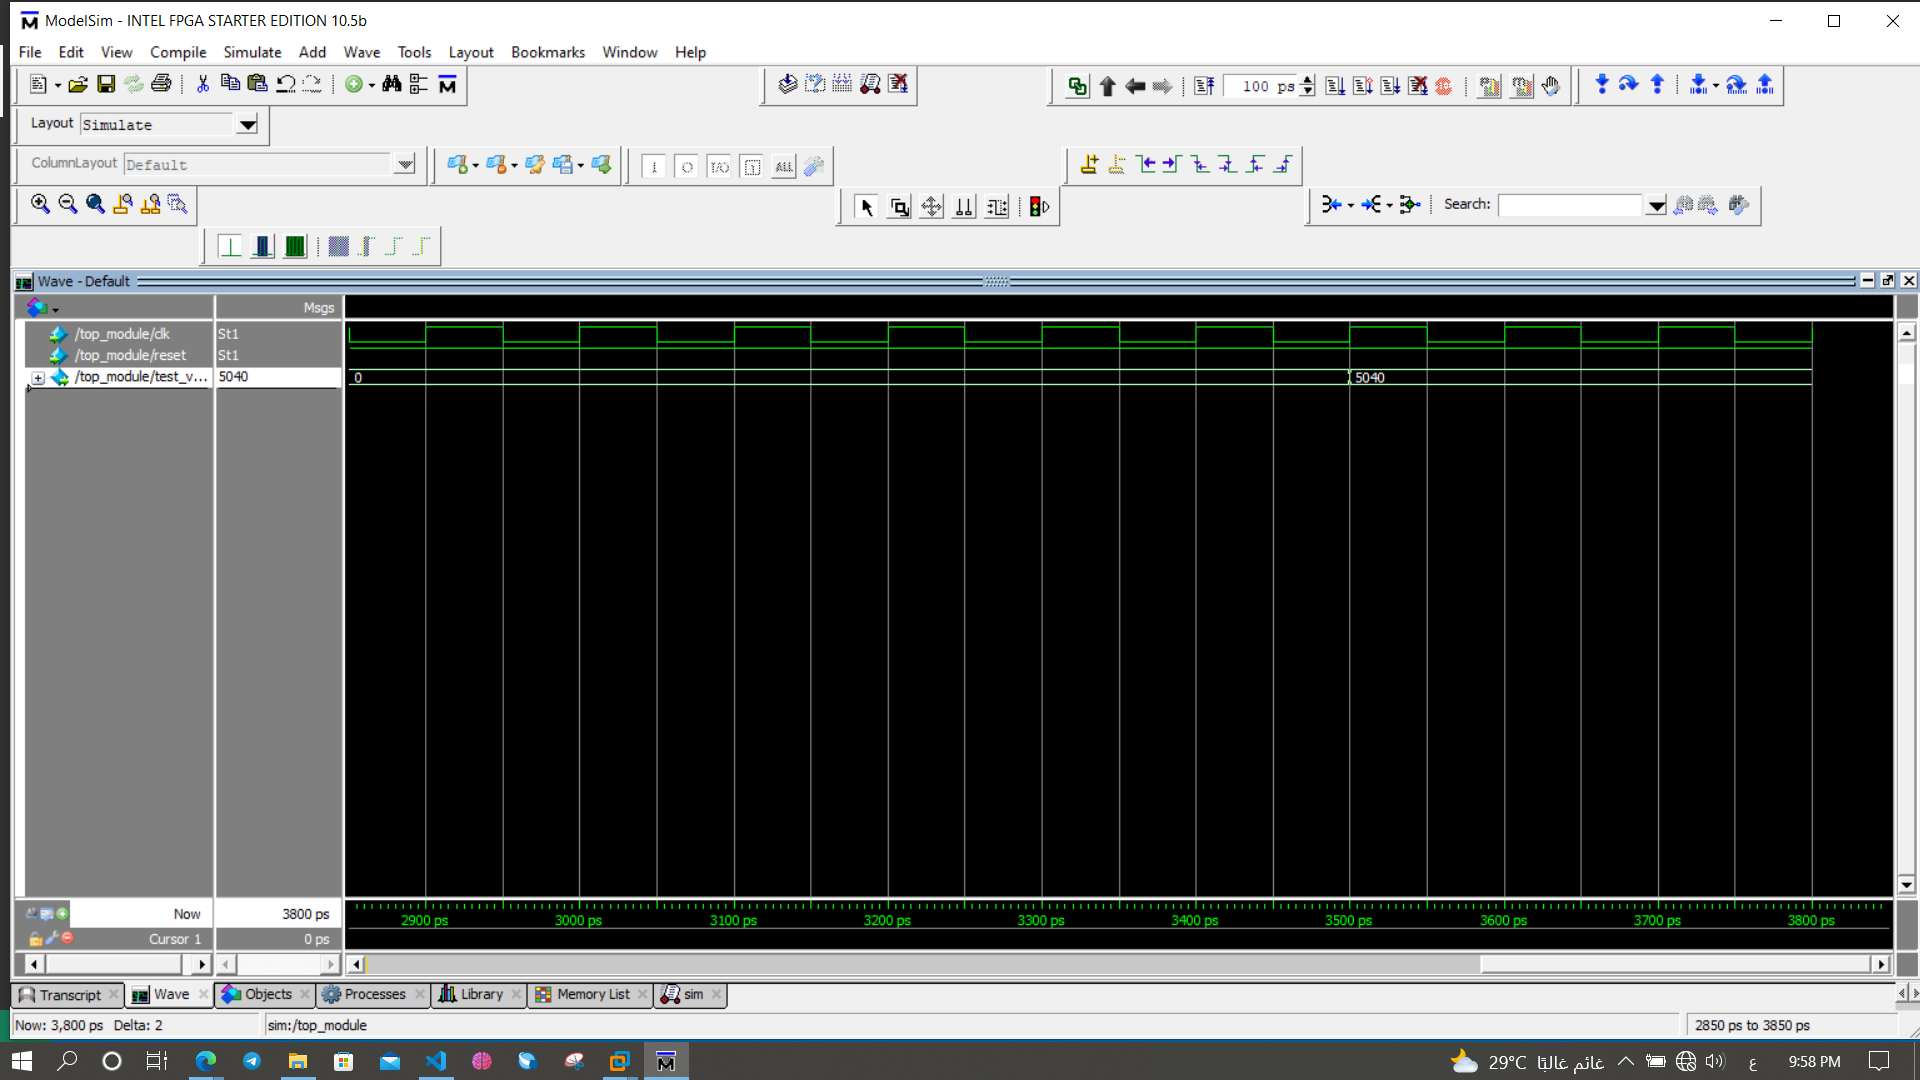 ModelSim - INTEL FPGA STARTER EDITION 10.5b
File Edit View Compile Simulate Add Wave Tools Layout Bookmarks Window Help
100 ps
Layout Simulate
ColumnLayout Default
ALL
Search:
Wave - Default
Msgs
/top_module/clk St1
/top_module/reset St1
/top_module/test_v... 5040 0 5040
Now 3800 ps
2900 ps 3000 ps 3100 ps 3200 ps 3300 ps 3400 ps 3500 ps 3600 ps 3700 ps 3800 ps
Cursor 1 0 ps
Transcript Wave Objects Processes Library Memory List sim
Now: 3,800 ps Delta: 2 sim:/top_module 2850 ps to 3850 ps
29°C غائم غالبًا ع 9:58 PM